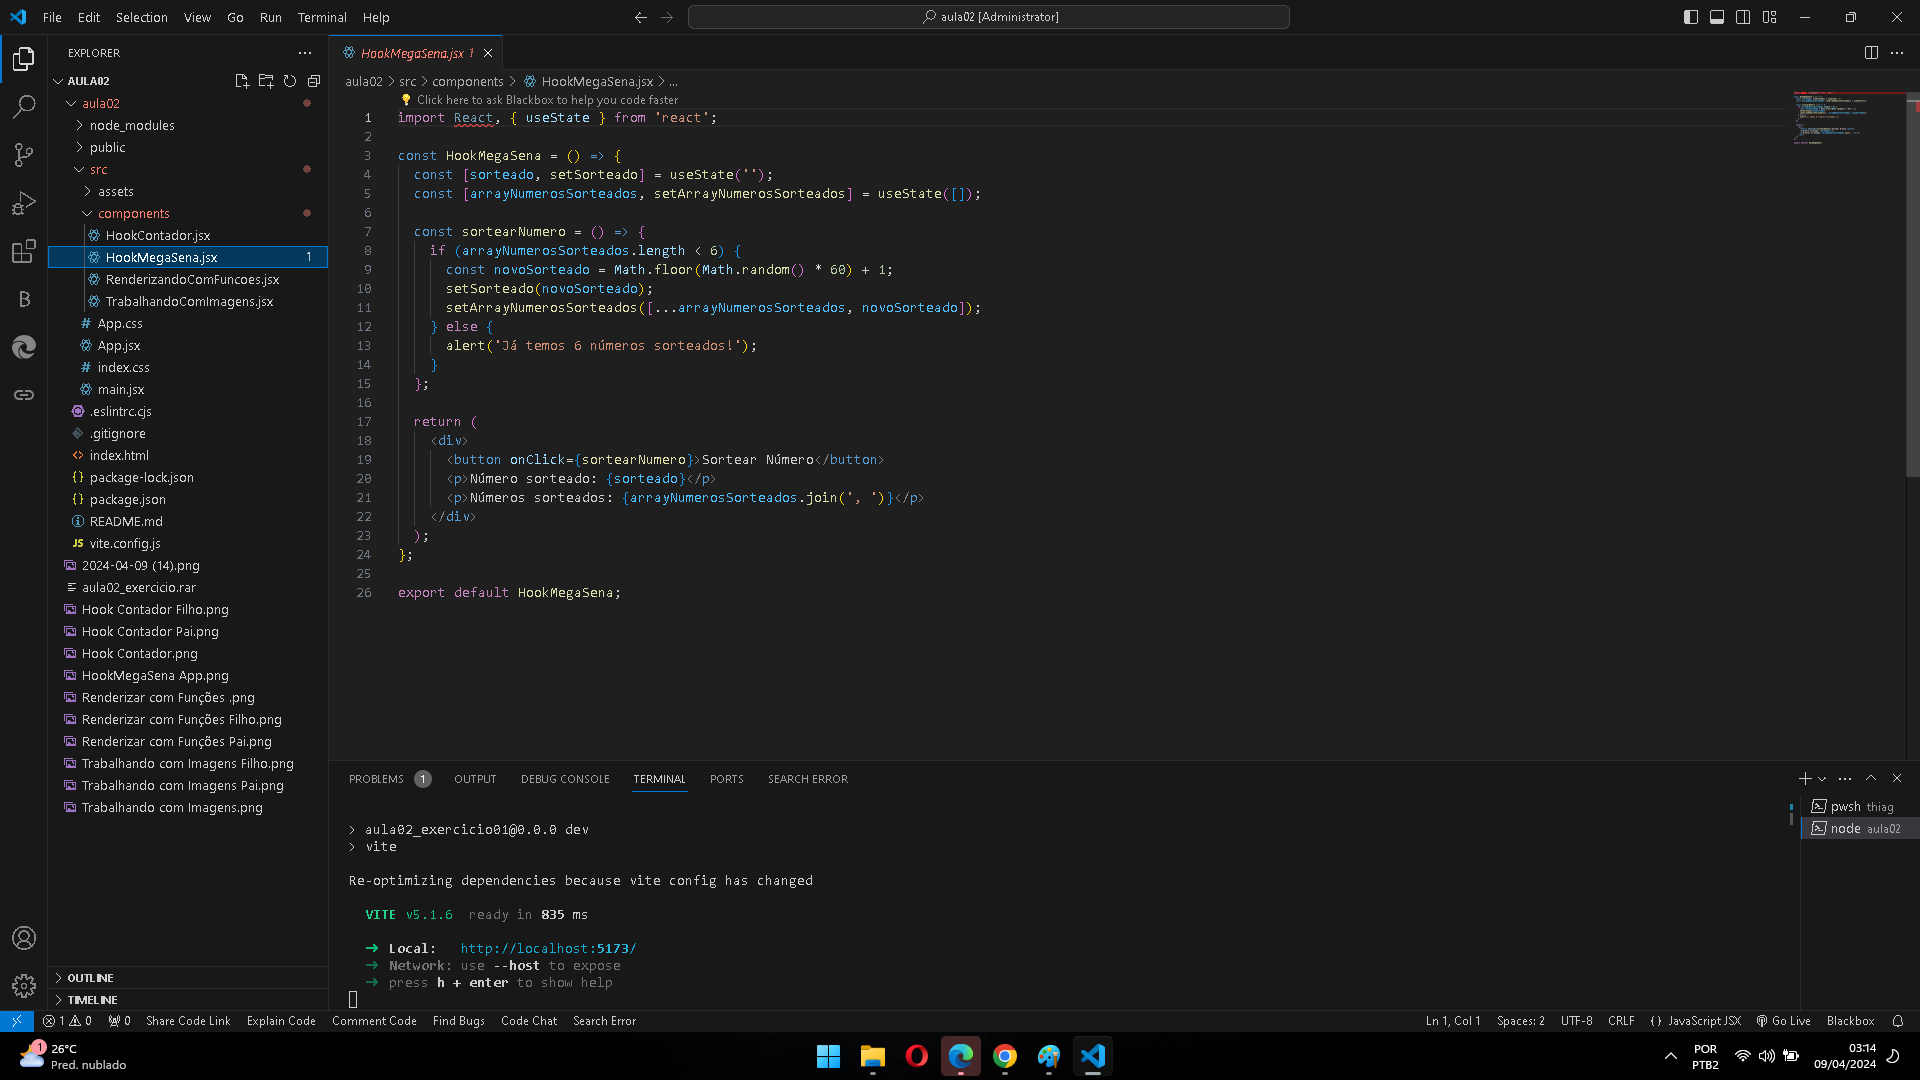 File Edit Selection View Go Run Terminal Help
aula02 [Administrator]
EXPLORER
AULA02
aula02
node_modules
public
src
assets
components
HookContador.jsx
HookMegaSena.jsx 1
RenderizandoComFuncoes.jsx
TrabalhandoComImagens.jsx
# App.css
App.jsx
# index.css
main.jsx
.eslintrc.cjs
.gitignore
<> index.html
{} package-lock.json
{} package.json
README.md
JS vite.config.js
2024-04-09 (14).png
aula02_exercicio.rar
Hook Contador Filho.png
Hook Contador Pai.png
Hook Contador.png
HookMegaSena App.png
Renderizar com Funções .png
Renderizar com Funções Filho.png
Renderizar com Funções Pai.png
Trabalhando com Imagens Filho.png
Trabalhando com Imagens Pai.png
Trabalhando com Imagens.png
OUTLINE
TIMELINE
HookMegaSena.jsx 1
aula02 > src > components > HookMegaSena.jsx > ...
Click here to ask Blackbox to help you code faster
1 import React, { useState } from 'react';
2
3 const HookMegaSena = () => {
4 const [sorteado, setSorteado] = useState('');
5 const [arrayNumerosSorteados, setArrayNumerosSorteados] = useState([]);
6
7 const sortearNumero = () => {
8 if (arrayNumerosSorteados.length < 6) {
9 const novoSorteado = Math.floor(Math.random() * 60) + 1;
10 setSorteado(novoSorteado);
11 setArrayNumerosSorteados([...arrayNumerosSorteados, novoSorteado]);
12 } else {
13 alert('Já temos 6 números sorteados!');
14 }
15 };
16
17 return (
18 <div>
19 <button onClick={sortearNumero}>Sortear Número</button>
20 <p>Número sorteado: {sorteado}</p>
21 <p>Números sorteados: {arrayNumerosSorteados.join(', ')}</p>
22 </div>
23 );
24 };
25
26 export default HookMegaSena;
PROBLEMS 1 OUTPUT DEBUG CONSOLE TERMINAL PORTS SEARCH ERROR
> aula02_exercicio01@0.0.0 dev
> vite
Re-optimizing dependencies because vite config has changed
VITE v5.1.6 ready in 835 ms
➜ Local: http://localhost:5173/
➜ Network: use --host to expose
➜ press h + enter to show help
pwsh thiag
node aula02
1 0 0 Share Code Link Explain Code Comment Code Find Bugs Code Chat Search Error
Ln 1, Col 1 Spaces: 2 UTF-8 CRLF {} JavaScript JSX Go Live Blackbox
1
26°C
Pred. nublado
POR
PTB2
03:14
09/04/2024